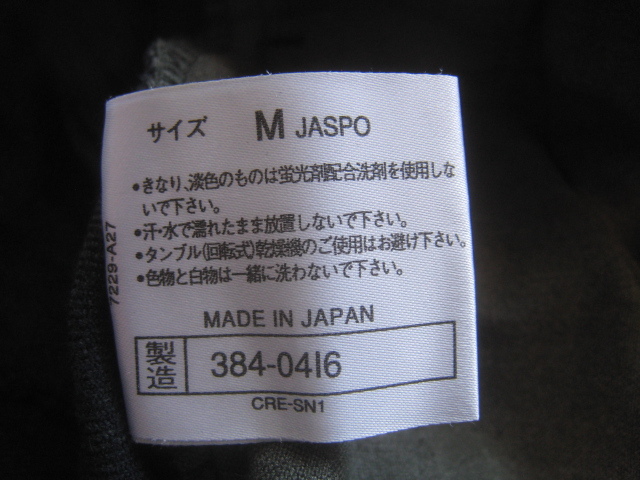 サイズ M JASPO
•きなり、淡色のものは蛍光剤配合洗剤を使用しな
いで下さい。
•汗・水で濡れたまま放置しないで下さい。
•タンブル(回転式)乾燥機のご使用はお避け下さい。
•色物と白物は一緒に洗わないで下さい。
7229-A27
MADE IN JAPAN
製造 384-0416
CRE-SN1